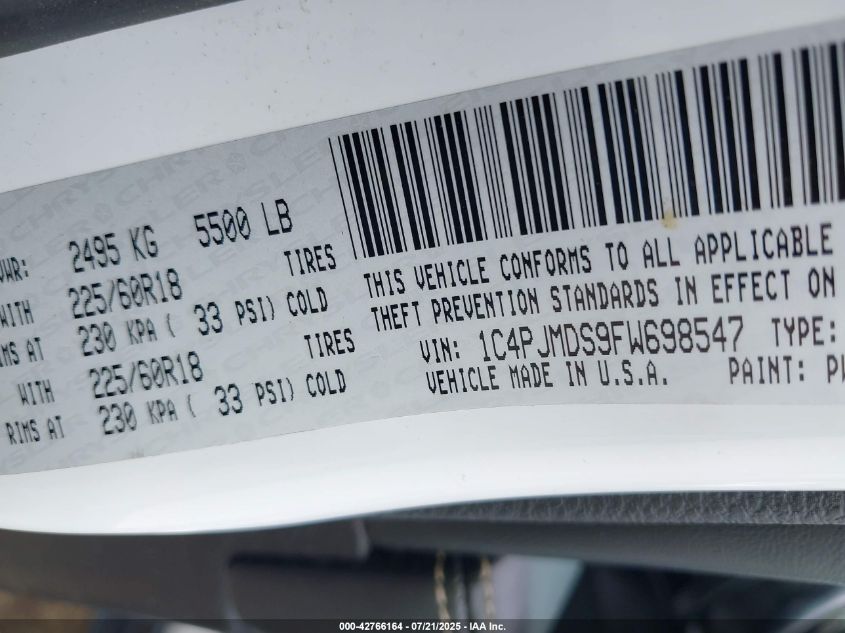 VWR: 2495 KG 5500 LB
WITH 225/60R18 TIRES
RIMS AT 230 KPA ( 33 PSI) COLD
WITH 225/60R18 TIRES
RIMS AT 230 KPA ( 33 PSI) COLD
THIS VEHICLE CONFORMS TO ALL APPLICABLE
THEFT PREVENTION STANDARDS IN EFFECT ON
VIN: 1C4PJMDS9FW698547 TYPE:
VEHICLE MADE IN U.S.A. PAINT: PW
000-42766164 - 07/21/2025 - IAA Inc.